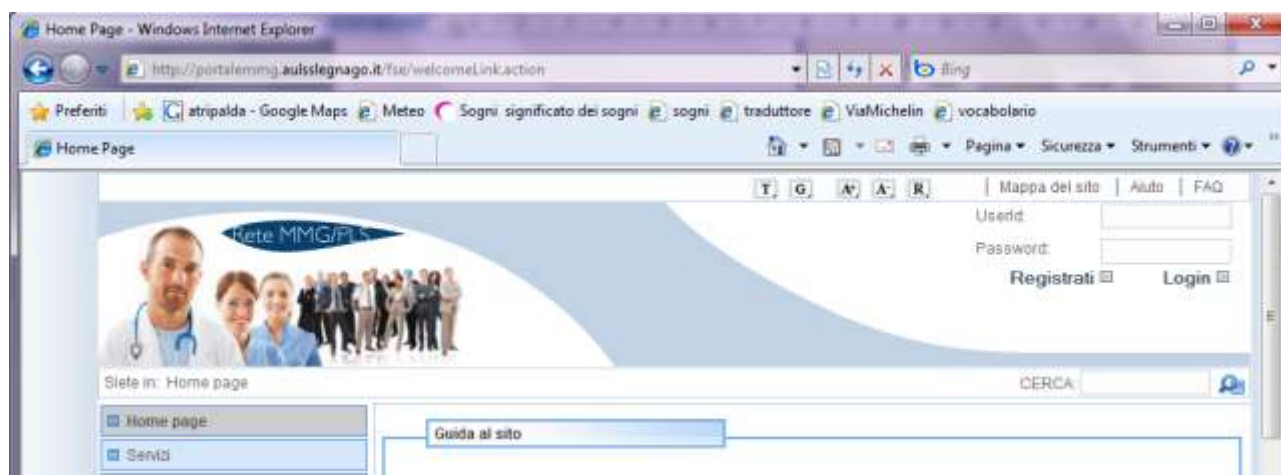 Home Page - Windows Internet Explorer
http://portalemmg.aulsslegnago.it/fse/welcomeLink.action
Bing
Preferiti atripalda - Google Maps Meteo Sogni significato dei sogni sogni traduttore ViaMichelin vocabolario
Home Page Pagina Sicurezza Strumenti
T G A+ A- R | Mappa del sito | Aiuto | FAQ
UserId:
Rete MMG/PLS
Password:
Registrati Login
Siete in: Home page CERCA:
Home page
Guida al sito
Servizi